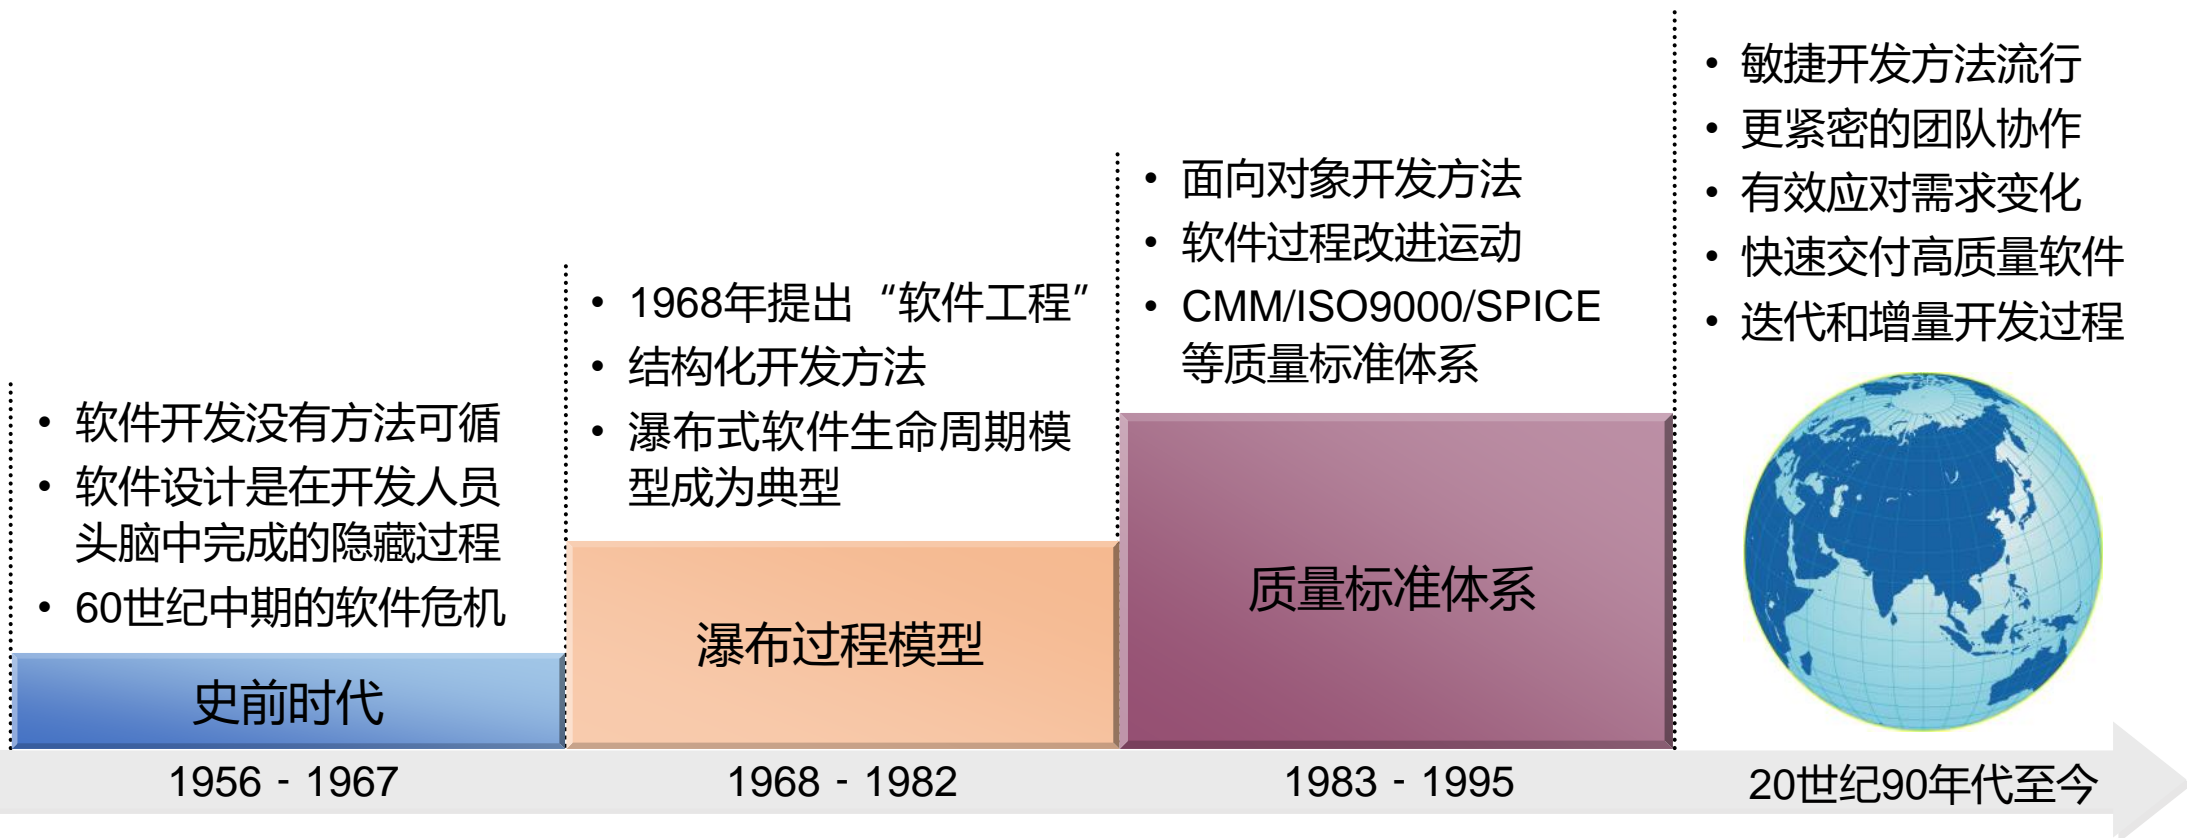 • 软件开发没有方法可循
• 软件设计是在开发人员
头脑中完成的隐藏过程
• 60世纪中期的软件危机
史前时代
1956 - 1967
• 1968年提出“软件工程”
• 结构化开发方法
• 瀑布式软件生命周期模
型成为典型
瀑布过程模型
1968 - 1982
• 面向对象开发方法
• 软件过程改进运动
• CMM/ISO9000/SPICE
等质量标准体系
质量标准体系
1983 - 1995
• 敏捷开发方法流行
• 更紧密的团队协作
• 有效应对需求变化
• 快速交付高质量软件
• 迭代和增量开发过程
20世纪90年代至今